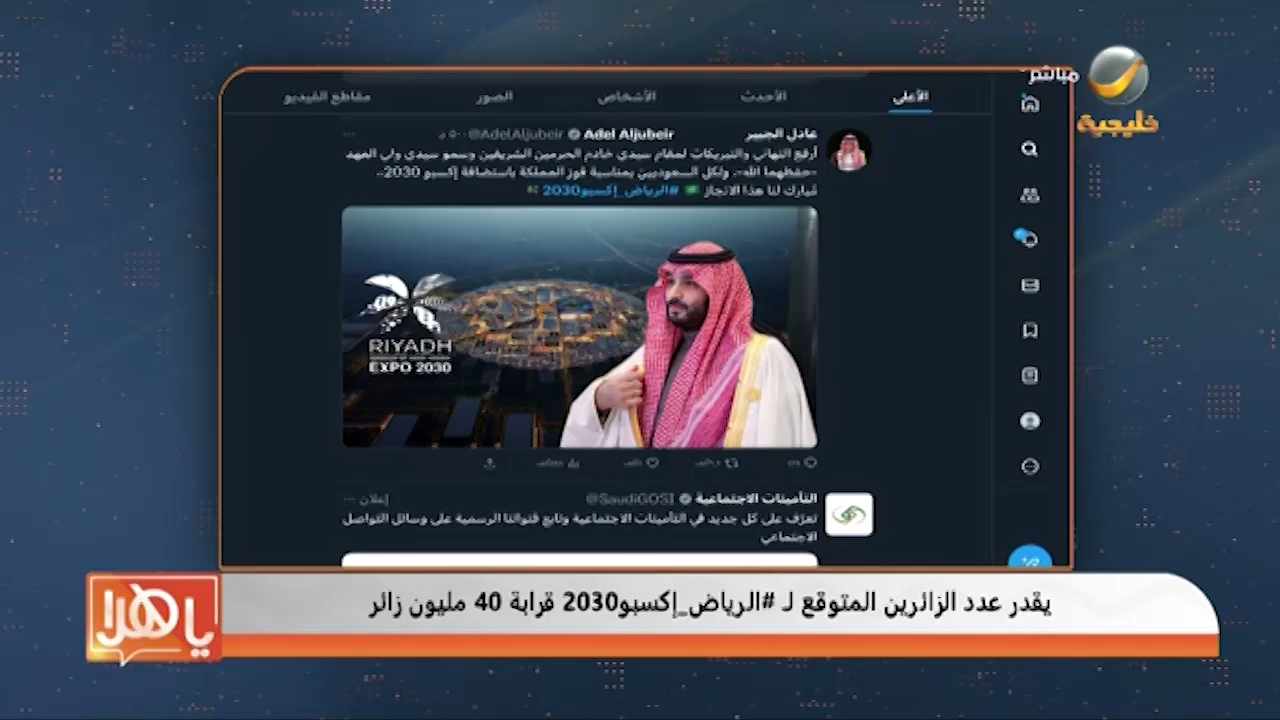 مباشر
خليجية
الأعلى الأحدث الأشخاص الصور مقاطع الفيديو
عادل الجبير Adel Aljubeir @AdelAljubeir · ٥٠ د
أرفع التهاني والتبريكات لمقام سيدي خادم الحرمين الشريفين وسمو سيدي ولي العهد
-حفظهما الله-، ولكل السعوديين بمناسبة فوز المملكة باستضافة إكسبو 2030..
مُبارك لنا هذا الانجاز #الرياض_إكسبو2030
RIYADH
EXPO 2030
التأمينات الاجتماعية @SaudiGOSI إعلان
تعرّف على كل جديد في التأمينات الاجتماعية وتابع قنواتنا الرسمية على وسائل التواصل
الاجتماعي
يقدر عدد الزائرين المتوقع لـ #الرياض_إكسبو2030 قرابة 40 مليون زائر
ياهلا